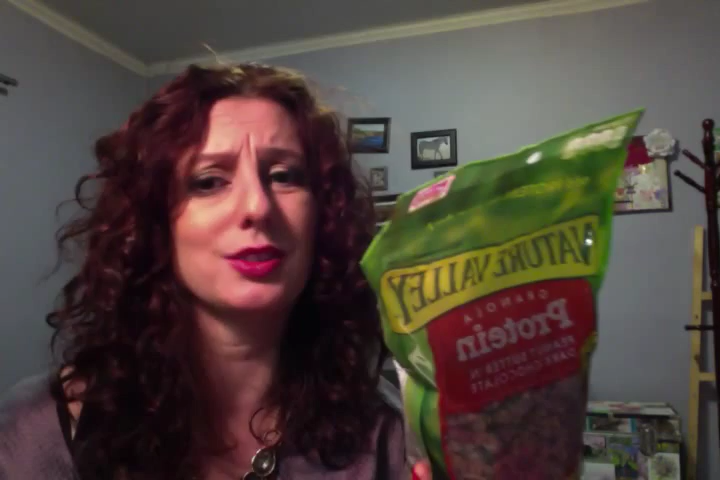 NATURE VALLEY
GRANOLA
Protein
PEANUT BUTTER N
DARK CHOCOLATE